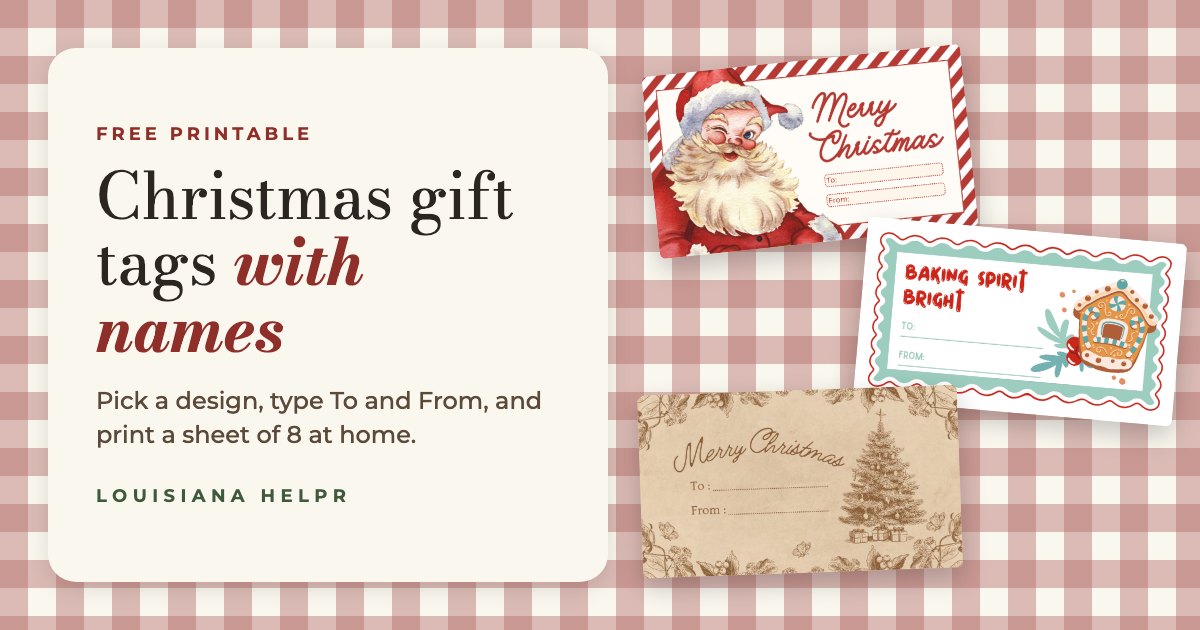 FREE PRINTABLE
Christmas gift
tags with
names
Pick a design, type To and From, and
print a sheet of 8 at home.
LOUISIANA HELPR
Merry
Christmas
To:
From:
BAKING SPIRIT
BRIGHT
TO:
FROM:
Merry Christmas
To :
From :